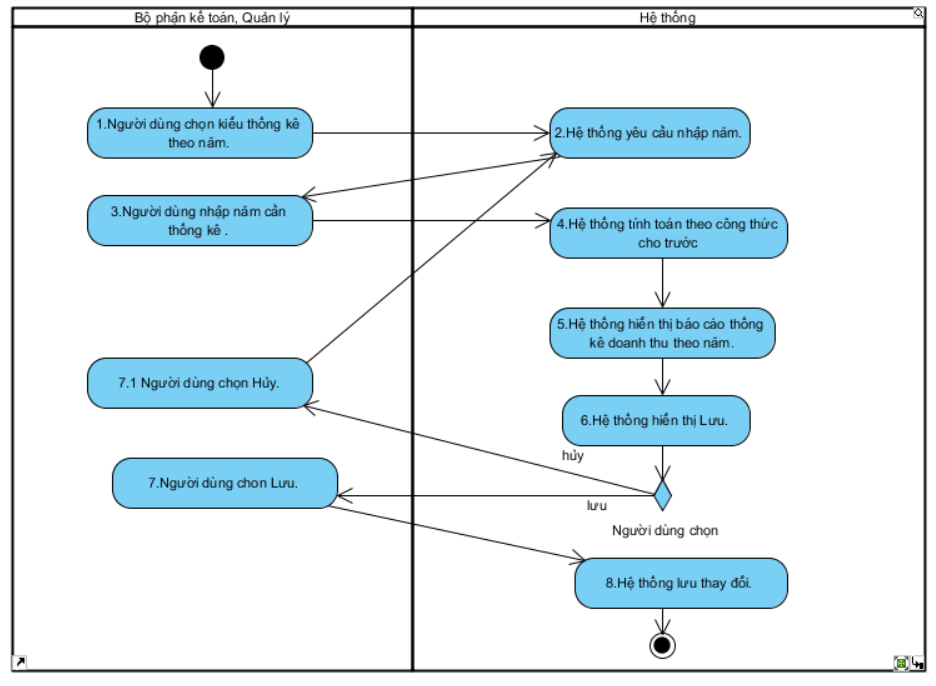 Bộ phận kế toán, Quản lý
Hệ thống
1.Người dùng chọn kiểu thống kê
theo năm.
2.Hệ thống yêu cầu nhập năm.
3.Người dùng nhập năm cần
thống kê .
4.Hệ thống tính toán theo công thức
cho trước
5.Hệ thống hiển thị báo cáo thống
kê doanh thu theo năm.
7.1 Người dùng chọn Hủy.
6.Hệ thống hiển thị Lưu.
hủy
7.Người dùng chon Lưu.
lưu
Người dùng chọn
8.Hệ thống lưu thay đổi.